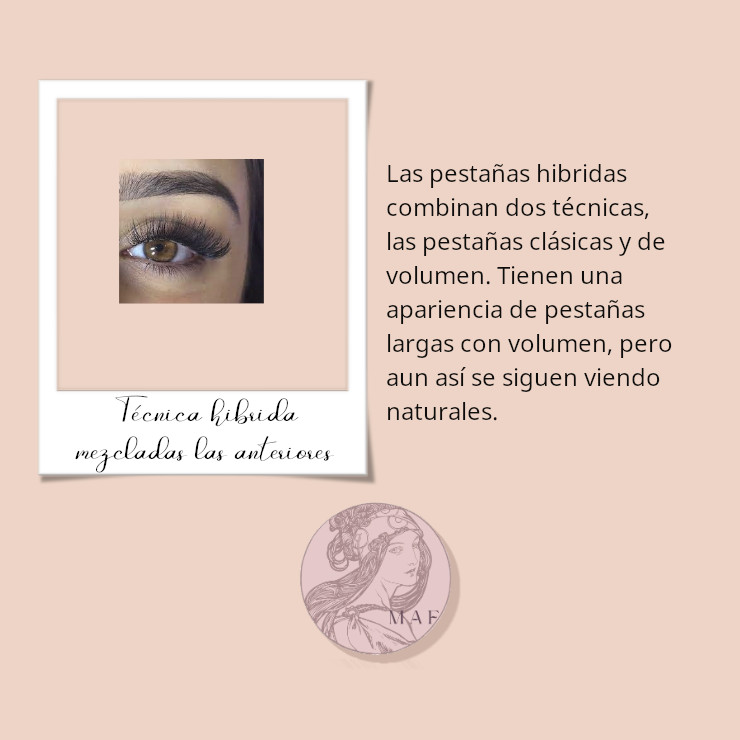 Las pestañas hibridas
combinan dos técnicas,
las pestañas clásicas y de
volumen. Tienen una
apariencia de pestañas
largas con volumen, pero
aun así se siguen viendo
naturales.
Técnica hibrida
mezcladas las anteriores